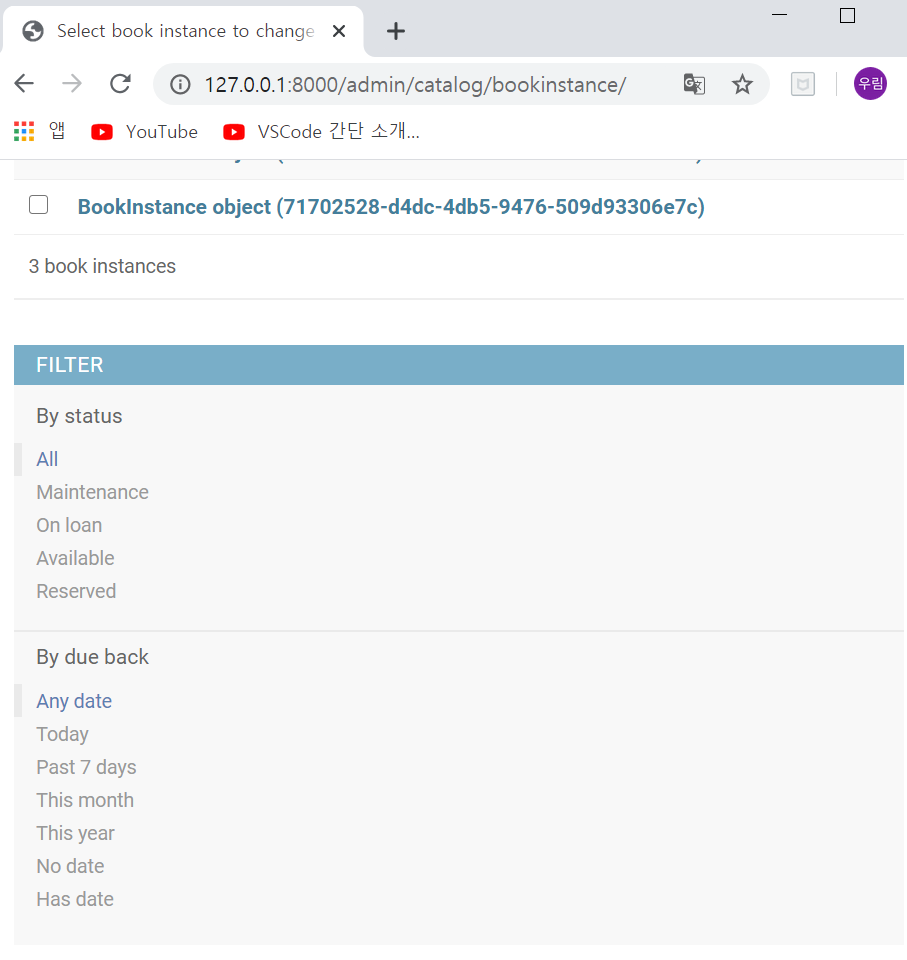 Select book instance to change
127.0.0.1:8000/admin/catalog/bookinstance/
우림
앱 YouTube VSCode 간단 소개...
BookInstance object (71702528-d4dc-4db5-9476-509d93306e7c)
3 book instances
FILTER
By status
All
Maintenance
On loan
Available
Reserved
By due back
Any date
Today
Past 7 days
This month
This year
No date
Has date